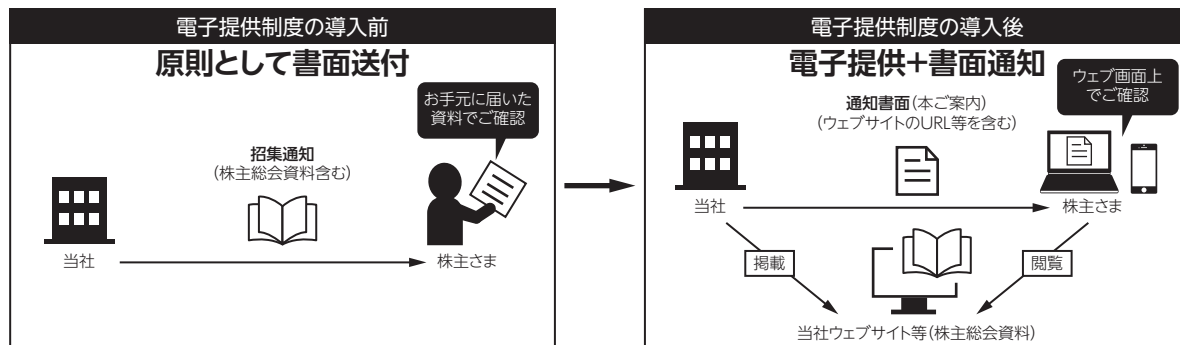 電子提供制度の導入前
原則として書面送付
お手元に届いた
資料でご確認
招集通知
(株主総会資料含む)
当社
株主さま
電子提供制度の導入後
電子提供+書面通知
ウェブ画面上
でご確認
通知書面(本ご案内)
(ウェブサイトのURL等を含む)
当社
株主さま
掲載
閲覧
当社ウェブサイト等(株主総会資料)